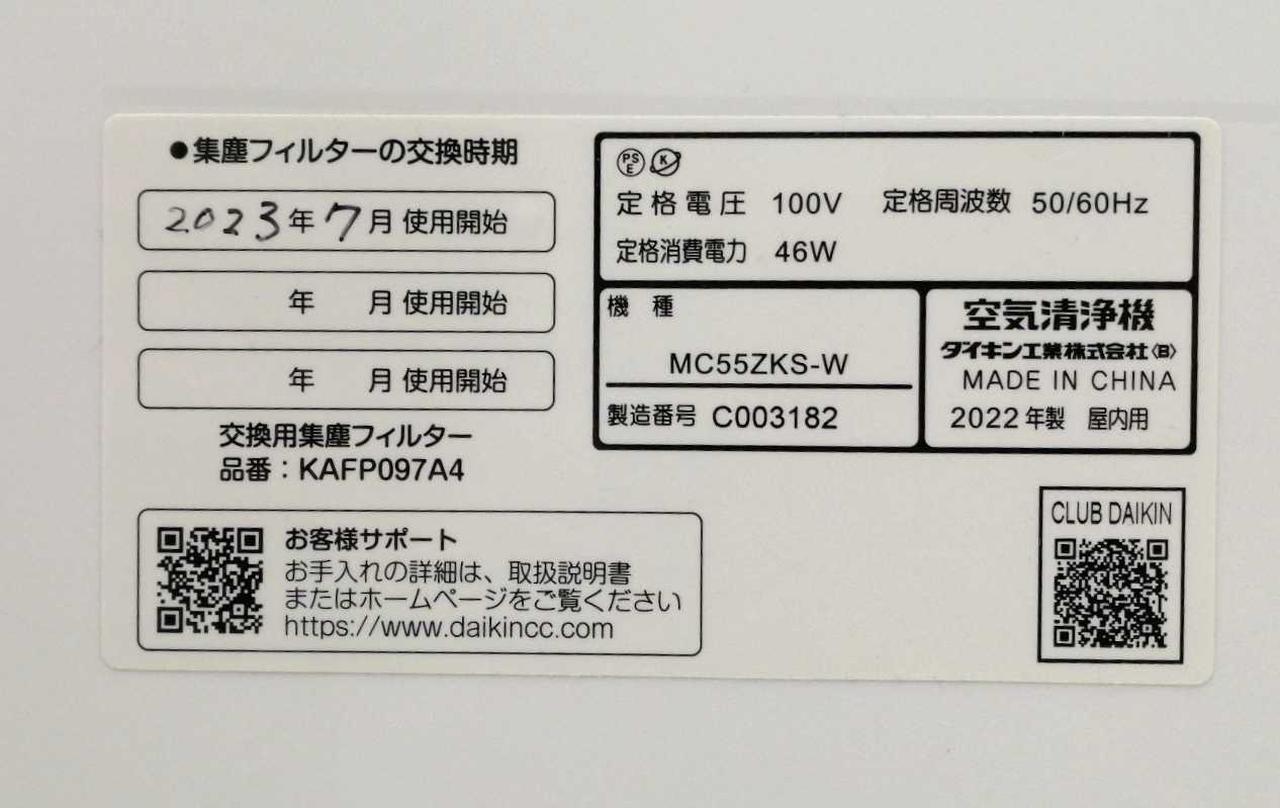 ●集塵フィルターの交換時期
2023年7月使用開始
年 月使用開始
年 月使用開始
交換用集塵フィルター
品番：KAFP097A4
お客様サポート
お手入れの詳細は、取扱説明書
またはホームページをご覧ください
https://www.daikincc.com
PSE K
定格電圧 100V 定格周波数 50/60Hz
定格消費電力 46W
機種
MC55ZKS-W
製造番号 C003182
空気清浄機
ダイキン工業株式会社〈B〉
MADE IN CHINA
2022年製 屋内用
CLUB DAIKIN